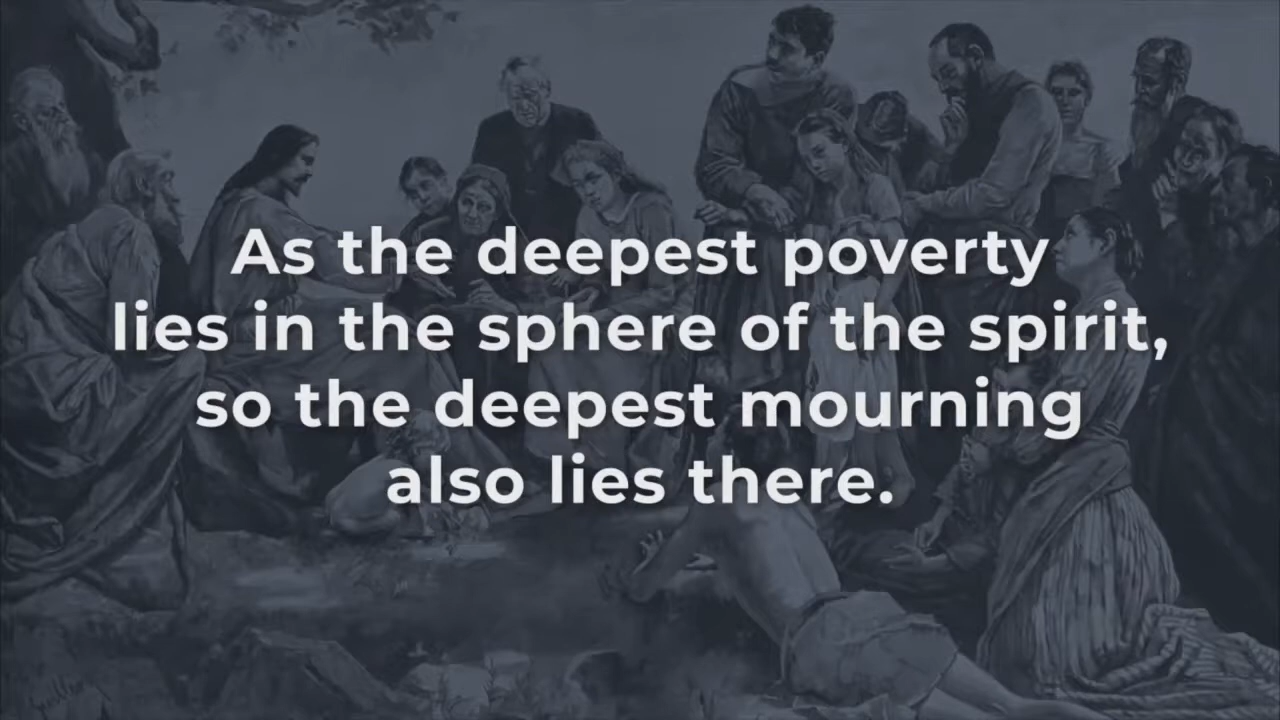 As the deepest poverty
lies in the sphere of the spirit,
so the deepest mourning
also lies there.